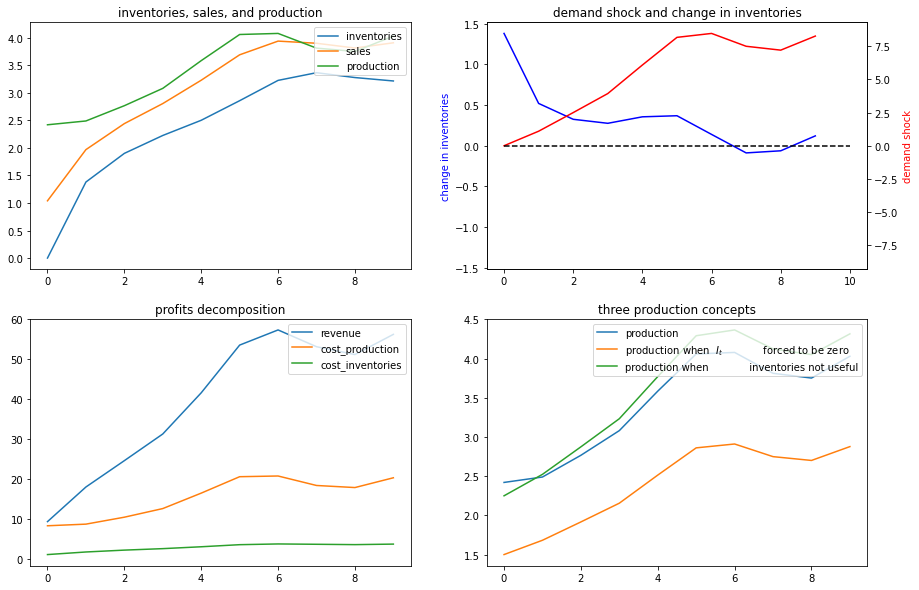 inventories, sales, and production
4.0
3.5
3.0
2.5
2.0
1.5
1.0
0.5
0.0
0 2 4 6 8
inventories
sales
production
demand shock and change in inventories
change in inventories
1.5
1.0
0.5
0.0
−0.5
−1.0
−1.5
0 2 4 6 8 10
7.5
5.0
2.5
0.0
−2.5
−5.0
−7.5
demand shock
profits decomposition
60
50
40
30
20
10
0
0 2 4 6 8
revenue
cost_production
cost_inventories
three production concepts
4.5
4.0
3.5
3.0
2.5
2.0
1.5
0 2 4 6 8
production
production when I_t forced to be zero
production when inventories not useful